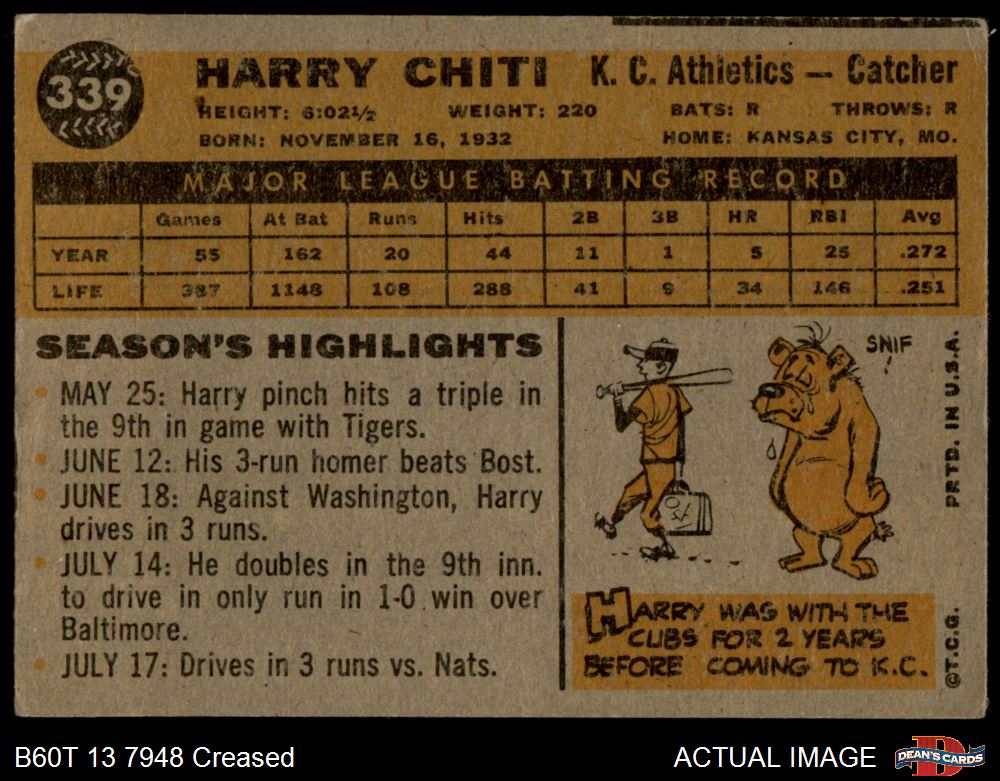 339
HARRY CHITI K. C. Athletics — Catcher
HEIGHT: 6:02½ WEIGHT: 220 BATS: R THROWS: R
BORN: NOVEMBER 16, 1932 HOME: KANSAS CITY, MO.
MAJOR LEAGUE BATTING RECORD
Games At Bat Runs Hits 2B 3B HR RBI Avg
YEAR 55 162 20 44 11 1 5 25 .272
LIFE 387 1148 108 288 41 9 34 146 .251
SEASON'S HIGHLIGHTS
• MAY 25: Harry pinch hits a triple in
the 9th in game with Tigers.
• JUNE 12: His 3-run homer beats Bost.
• JUNE 18: Against Washington, Harry
drives in 3 runs.
• JULY 14: He doubles in the 9th inn.
to drive in only run in 1-0 win over
Baltimore.
• JULY 17: Drives in 3 runs vs. Nats.
SNIF
!
HARRY WAS WITH THE
CUBS FOR 2 YEARS
BEFORE COMING TO K.C.
©T.C.G. PRTD. IN U.S.A.
B60T 13 7948 Creased ACTUAL IMAGE
D
DEAN'S CARDS